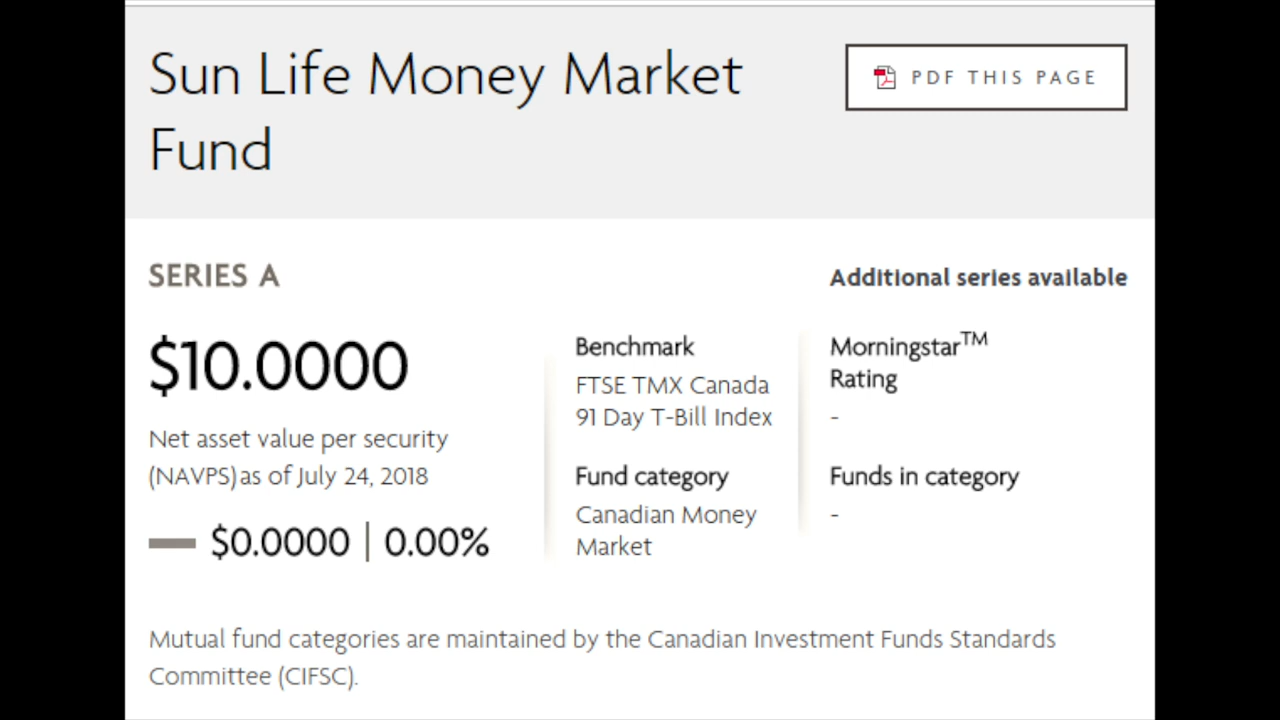 Sun Life Money Market
Fund
PDF THIS PAGE
SERIES A
Additional series available
$10.0000
Net asset value per security
(NAVPS)as of July 24, 2018
$0.0000 | 0.00%
Benchmark
FTSE TMX Canada
91 Day T-Bill Index
Fund category
Canadian Money
Market
Morningstar™
Rating
-
Funds in category
-
Mutual fund categories are maintained by the Canadian Investment Funds Standards
Committee (CIFSC).